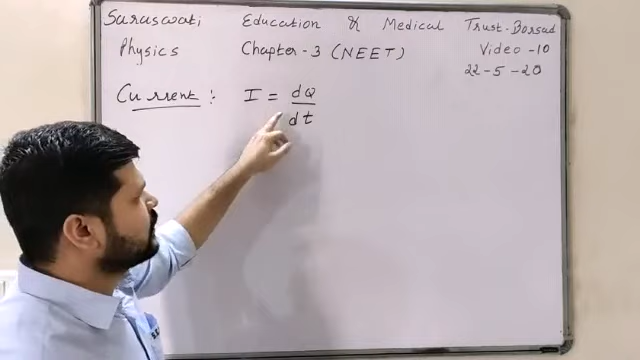 Saraswati Education & Medical Trust-Borsad
Physics Chapter-3 (NEET) Video-10
22-5-20
Current: I = dQ/dt